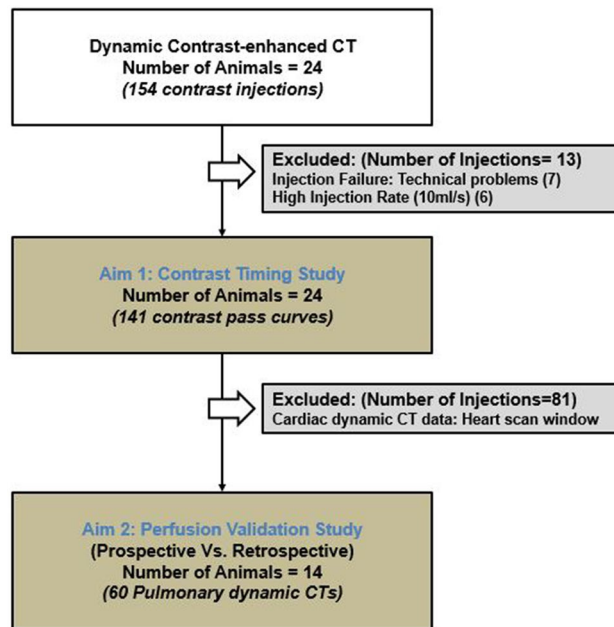 Dynamic Contrast-enhanced CT
Number of Animals = 24
(154 contrast injections)
Excluded: (Number of Injections= 13)
Injection Failure: Technical problems (7)
High Injection Rate (10ml/s) (6)
Aim 1: Contrast Timing Study
Number of Animals = 24
(141 contrast pass curves)
Excluded: (Number of Injections=81)
Cardiac dynamic CT data: Heart scan window
Aim 2: Perfusion Validation Study
(Prospective Vs. Retrospective)
Number of Animals = 14
(60 Pulmonary dynamic CTs)